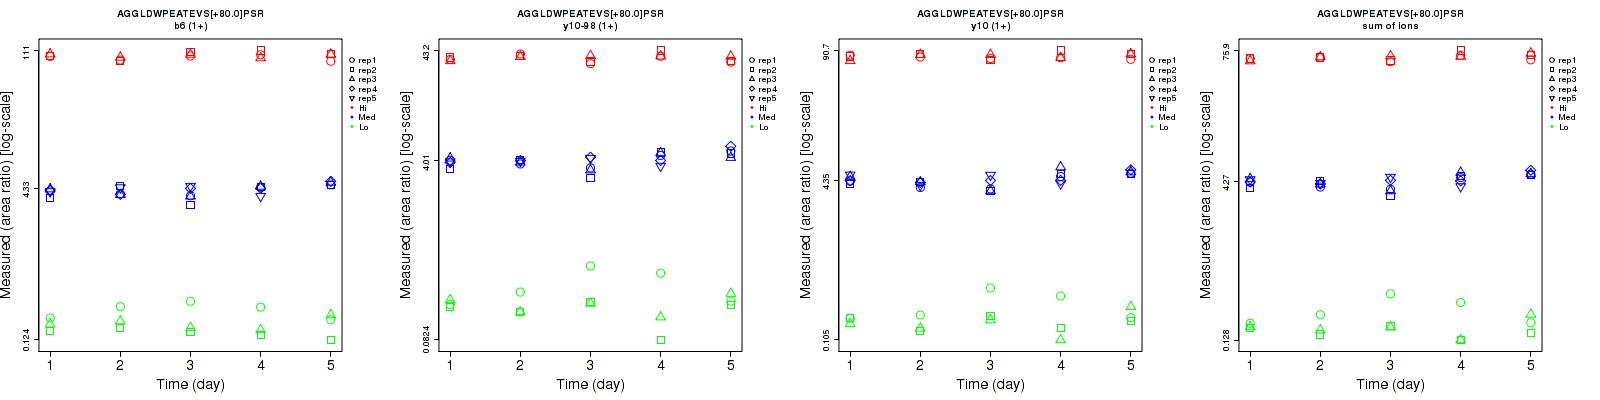 AGGLDWPEATEVS[+80.0]PSR
b6 (1+)
Measured (area ratio) [log-scale]
111
4.33
0.124
1 2 3 4 5
Time (day)
rep1
rep2
rep3
rep4
rep5
Hi
Med
Lo
AGGLDWPEATEVS[+80.0]PSR
y10-98 (1+)
Measured (area ratio) [log-scale]
43.2
4.01
0.0824
1 2 3 4 5
Time (day)
rep1
rep2
rep3
rep4
rep5
Hi
Med
Lo
AGGLDWPEATEVS[+80.0]PSR
y10 (1+)
Measured (area ratio) [log-scale]
90.7
4.35
0.105
1 2 3 4 5
Time (day)
rep1
rep2
rep3
rep4
rep5
Hi
Med
Lo
AGGLDWPEATEVS[+80.0]PSR
sum of ions
Measured (area ratio) [log-scale]
75.9
4.27
0.128
1 2 3 4 5
Time (day)
rep1
rep2
rep3
rep4
rep5
Hi
Med
Lo